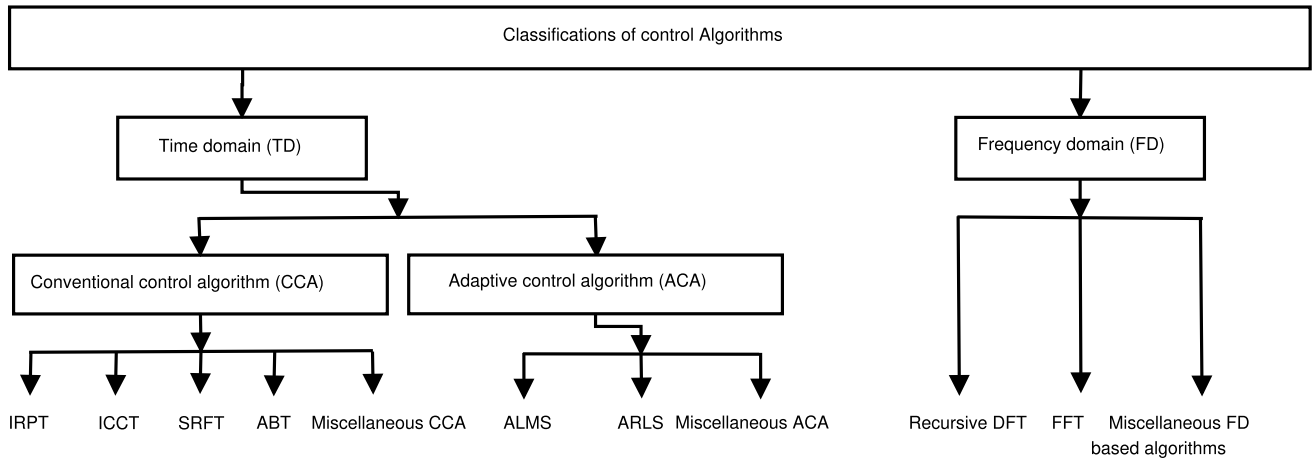 Classifications of control Algorithms
Time domain (TD)
Frequency domain (FD)
Conventional control algorithm (CCA)
Adaptive control algorithm (ACA)
IRPT
ICCT
SRFT
ABT
Miscellaneous CCA
ALMS
ARLS
Miscellaneous ACA
Recursive DFT
FFT
Miscellaneous FD
based algorithms